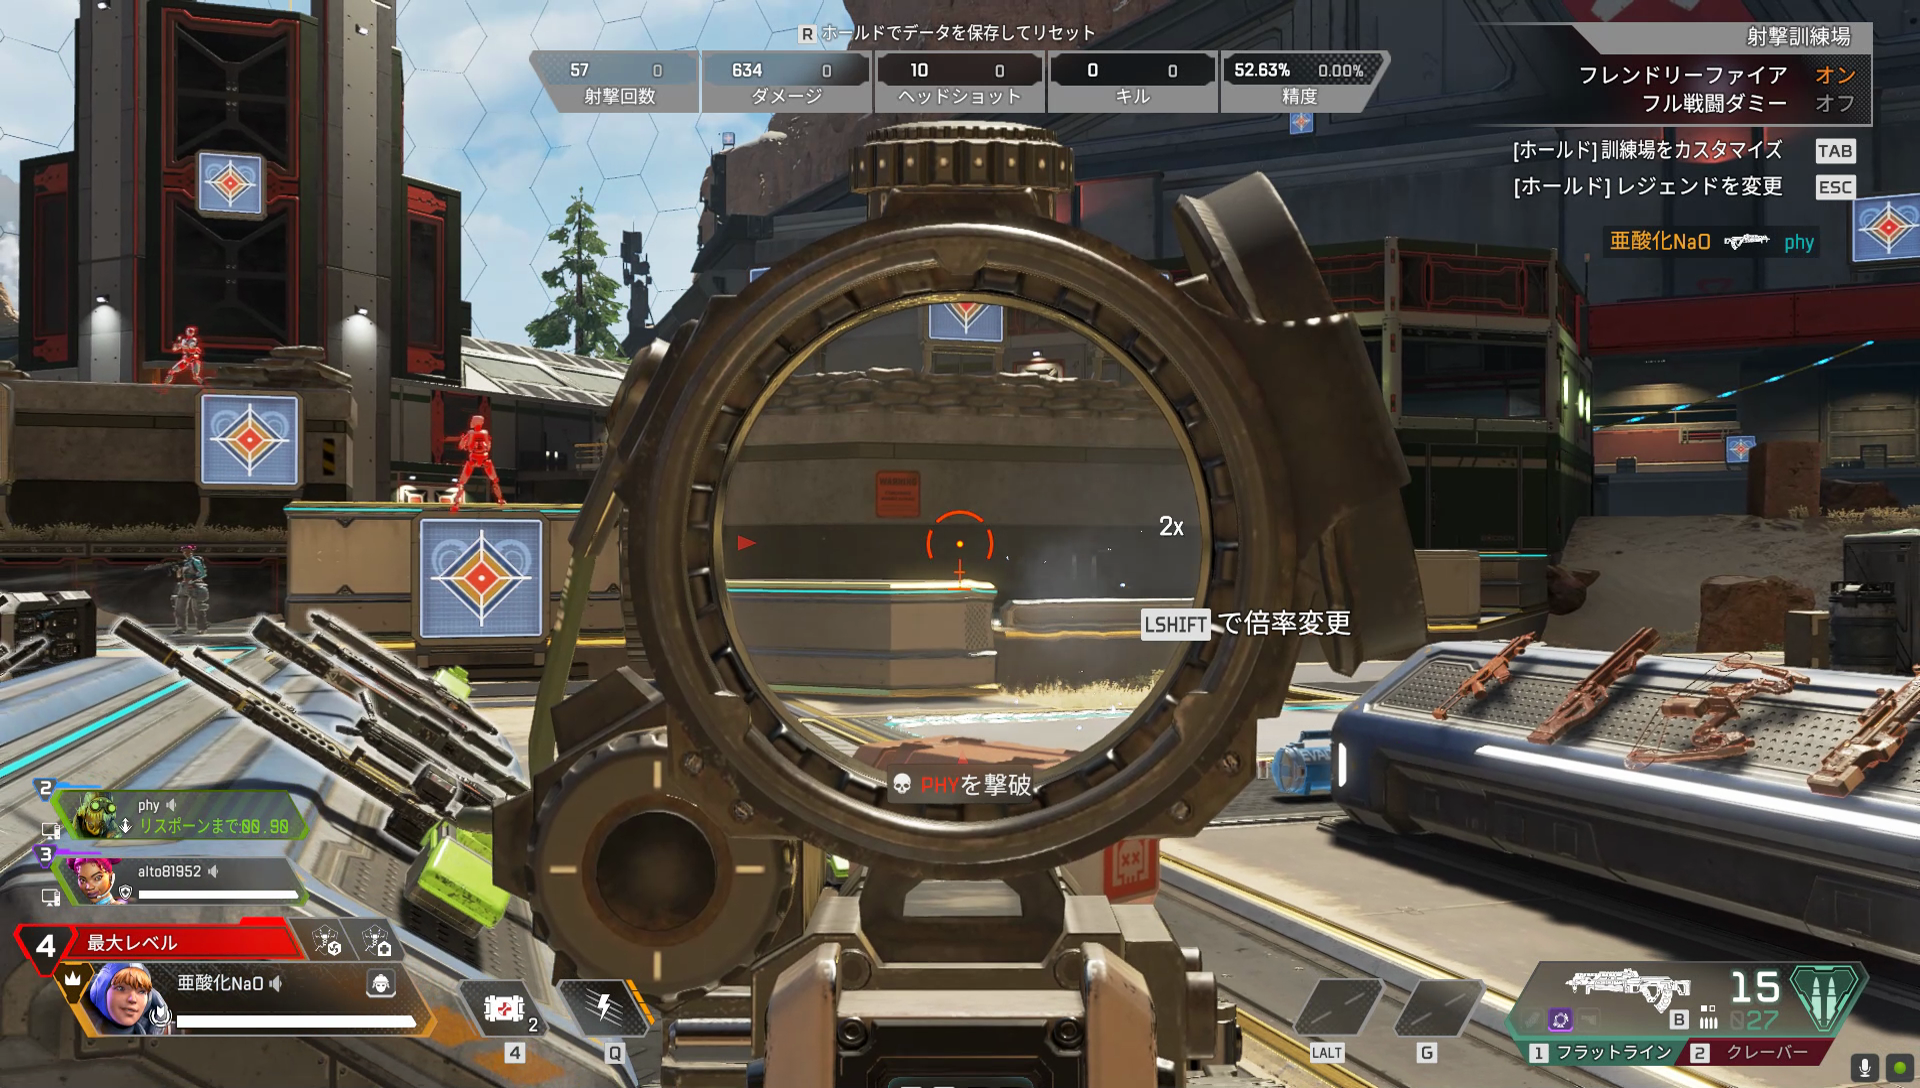 R ホールドでデータを保存してリセット
57 0 634 0 10 0 0 0 52.63% 0.00%
射撃回数 ダメージ ヘッドショット キル 精度
射撃訓練場
フレンドリーファイア オン
フル戦闘ダミー オフ
[ホールド]訓練場をカスタマイズ TAB
[ホールド]レジェンドを変更 ESC
亜酸化NaO phy
WARNING
2x
LSHIFT で倍率変更
PHYを撃破
2
phy
リスポーンまで:00.90
3
alto81952
4 最大レベル
亜酸化NaO
2
4 Q
LALT G
15
B 027
1 フラットライン 2 クレーバー